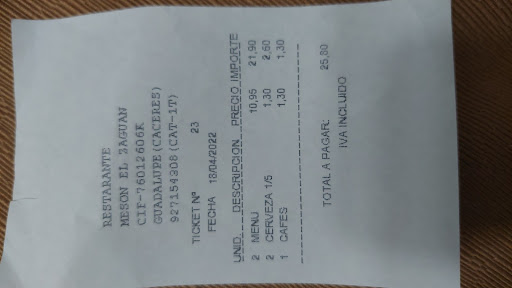 RESTARANTE
MESON EL ZAGUAN
CIF-76012606K
GUADALUPE (CACERES)
927154308 (CAT-1T)
TICKET Nº 23
FECHA 18/04/2022
UNID. DESCRIPCION PRECIO IMPORTE
2 MENU 10,95 21,90
2 CERVEZA 1/5 1,30 2,60
1 CAFES 1,30 1,30
TOTAL A PAGAR: 25,80
IVA INCLUIDO